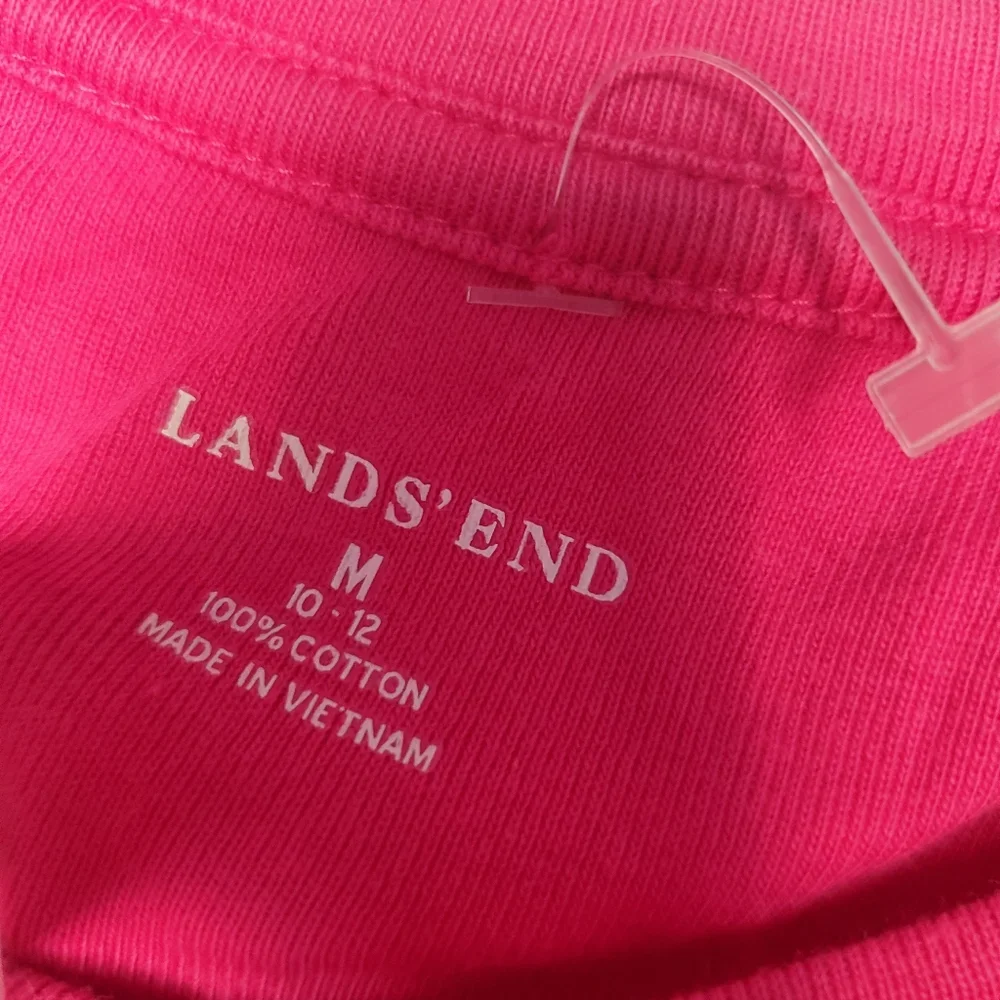 LANDS' END
M
10 - 12
100% COTTON
MADE IN VIETNAM